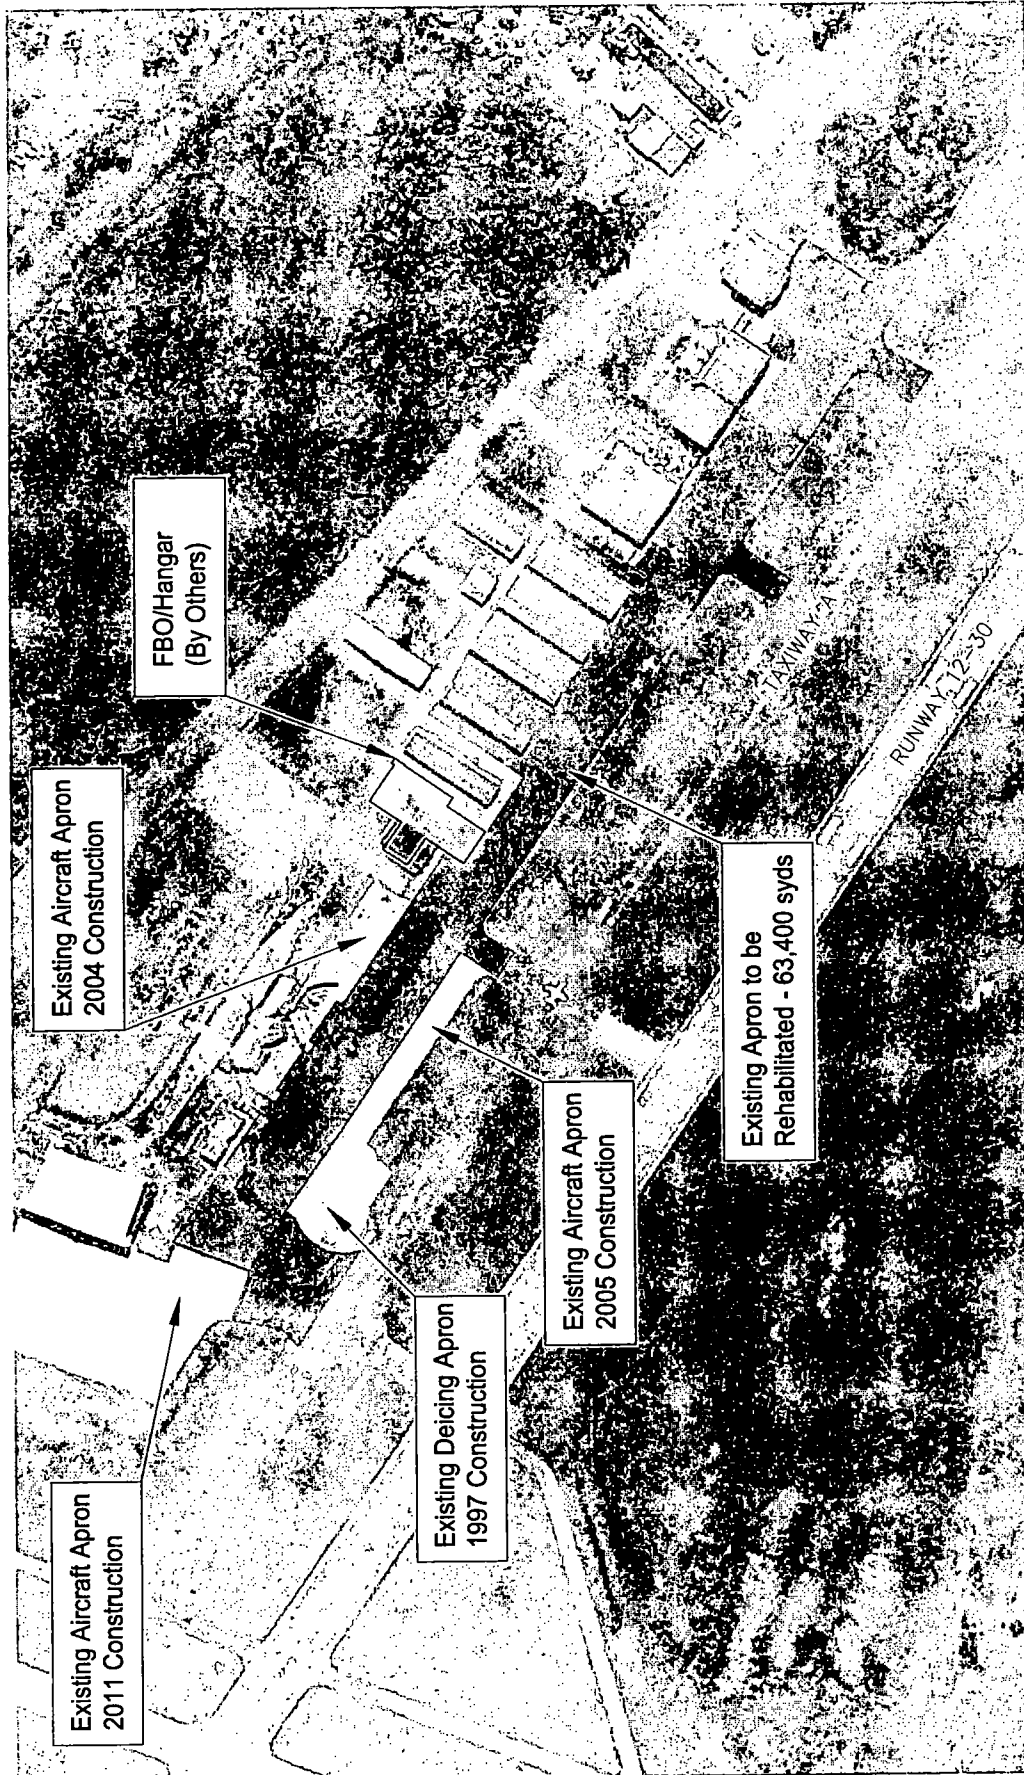 Existing Aircraft Apron
2011 Construction
Existing Aircraft Apron
2004 Construction
FBO/Hangar
(By Others)
Existing Deicing Apron
1997 Construction
Existing Aircraft Apron
2005 Construction
Existing Apron to be
Rehabilitated - 63,400 syds
TAXIWAY "A"
RUNWAY 12-30